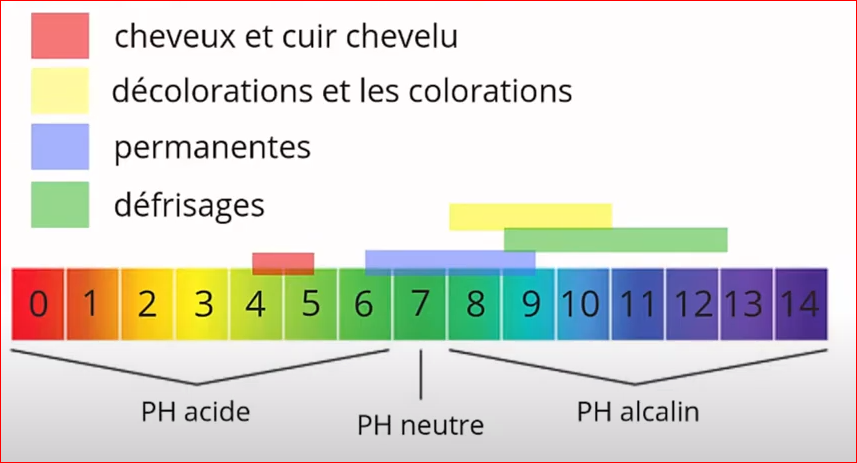 cheveux et cuir chevelu
décolorations et les colorations
permanentes
défrisages
0 1 2 3 4 5 6 7 8 9 10 11 12 13 14
PH acide
PH neutre
PH alcalin